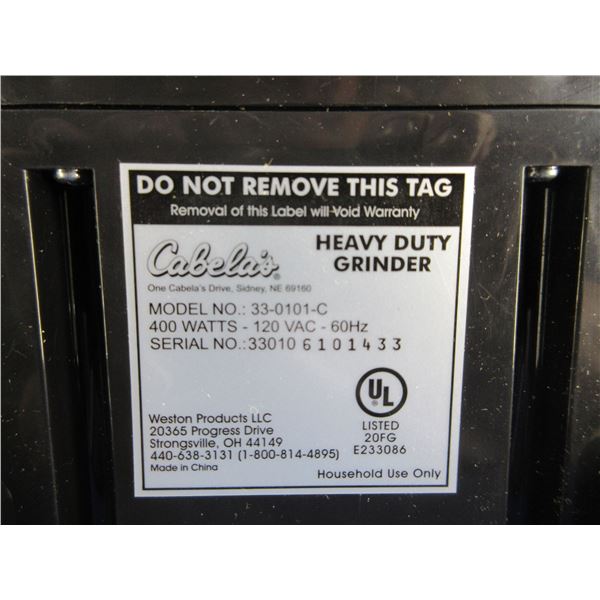 DO NOT REMOVE THIS TAG
Removal of this Label will Void Warranty
Cabela's®
HEAVY DUTY
GRINDER
One Cabela's Drive, Sidney, NE 69160
MODEL NO.: 33-0101-C
400 WATTS - 120 VAC - 60Hz
SERIAL NO.:33010 6101433
UL
LISTED
20FG
E233086
Weston Products LLC
20365 Progress Drive
Strongsville, OH 44149
440-638-3131 (1-800-814-4895)
Made in China
Household Use Only